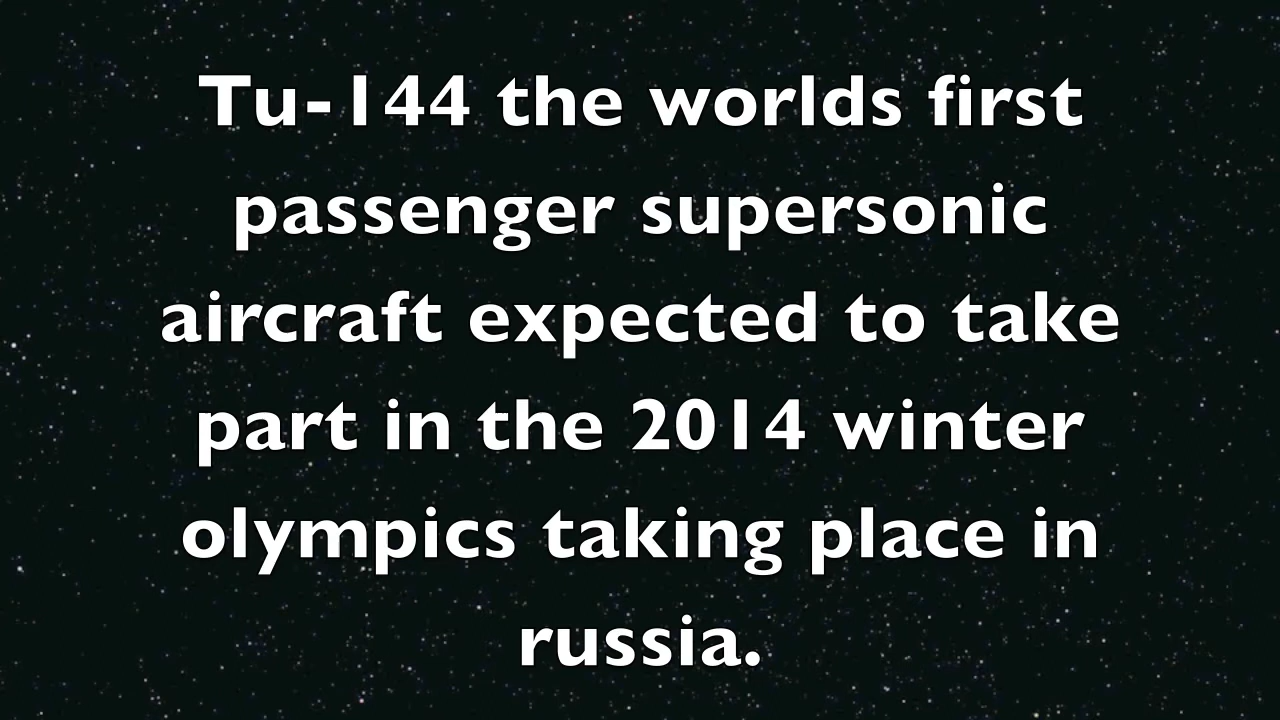 Tu-144 the worlds first
passenger supersonic
aircraft expected to take
part in the 2014 winter
olympics taking place in
russia.